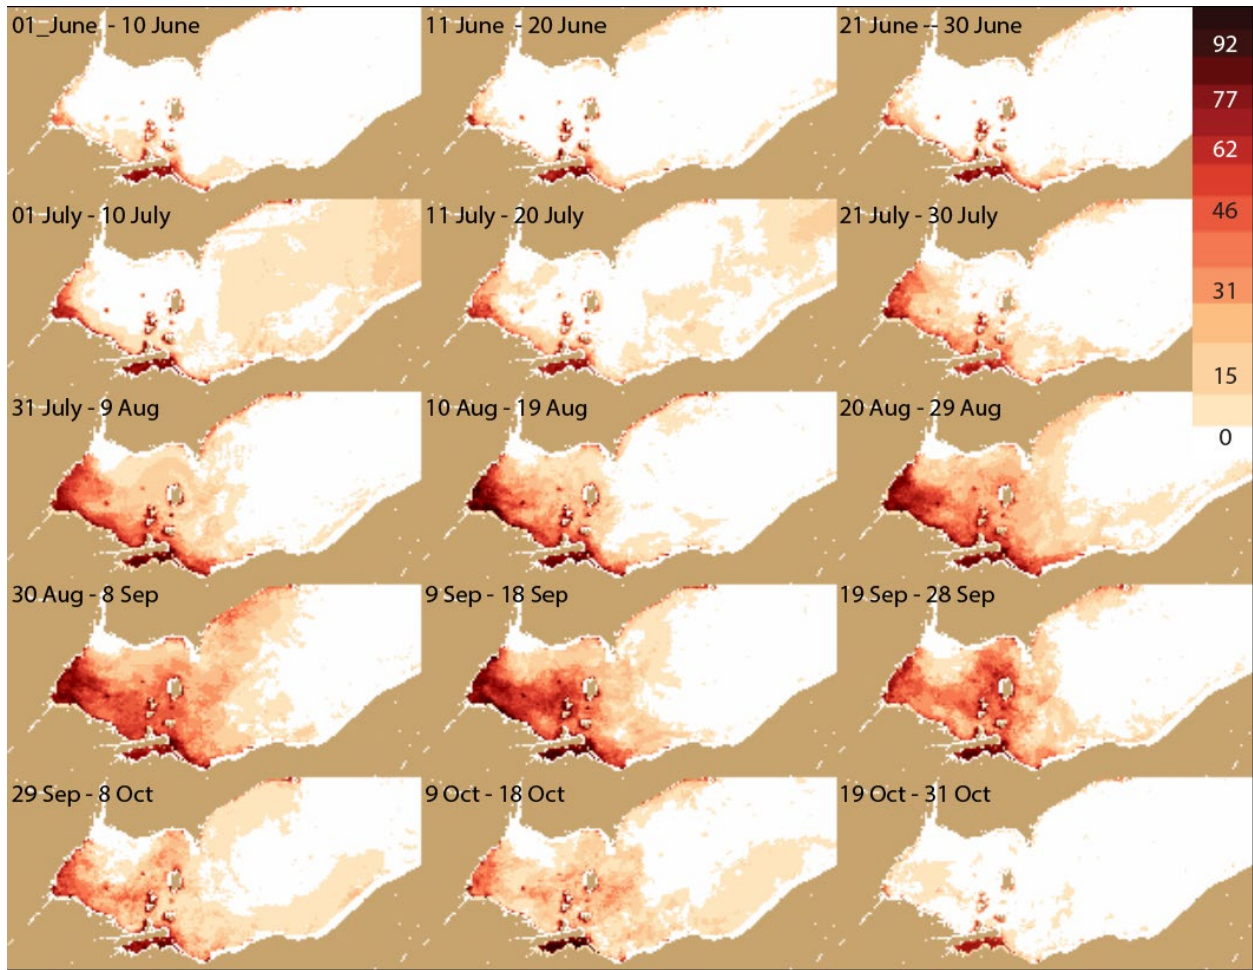 01_June - 10 June
11 June - 20 June
21 June -- 30 June
92
77
62
01 July - 10 July
11 July - 20 July
21 July - 30 July
46
31
15
31 July - 9 Aug
10 Aug - 19 Aug
20 Aug - 29 Aug
0
30 Aug - 8 Sep
9 Sep - 18 Sep
19 Sep - 28 Sep
29 Sep - 8 Oct
9 Oct - 18 Oct
19 Oct - 31 Oct